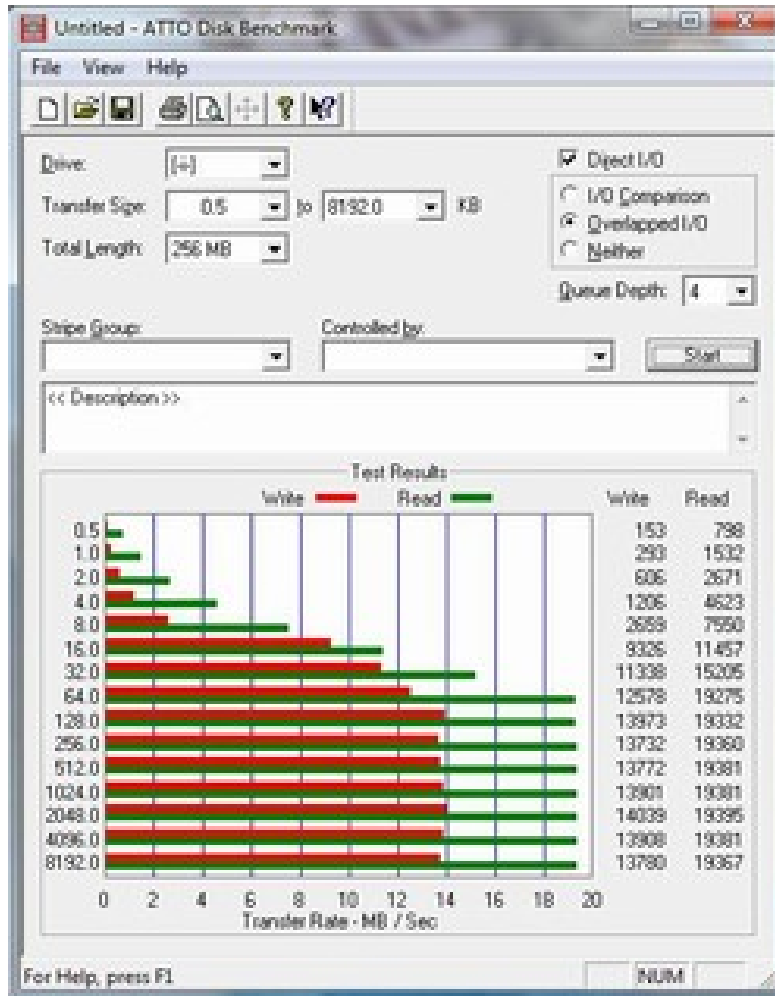 Untitled - ATTO Disk Benchmark
File View Help
Drive: Direct I/O
Transfer Size: 0.5 to 8192.0 KB I/O Comparison
Overlapped I/O
Total Length: 256 MB Neither
Queue Depth: 4
Stripe Group: Controlled by:
Start
<< Description >>
Test Results
Write Read Write Read
0.5 153 798
1.0 293 1532
2.0 606 2671
4.0 1206 4623
8.0 2659 7550
16.0 9326 11457
32.0 11338 15205
64.0 12578 19275
128.0 13973 19332
256.0 13732 19360
512.0 13772 19381
1024.0 13901 19381
2048.0 14039 19395
4096.0 13908 19381
8192.0 13780 19367
0 2 4 6 8 10 12 14 16 18 20
Transfer Rate - MB / Sec
For Help, press F1 NUM